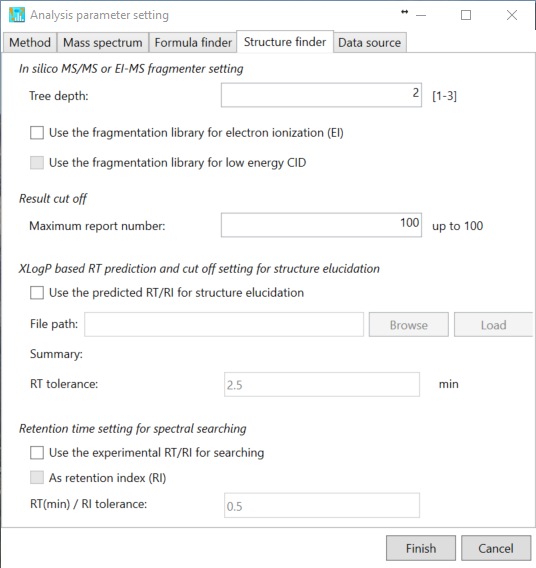 Analysis parameter setting
Method Mass spectrum Formula finder Structure finder Data source
In silico MS/MS or EI-MS fragmenter setting
Tree depth: 2 [1-3]
Use the fragmentation library for electron ionization (EI)
Use the fragmentation library for low energy CID
Result cut off
Maximum report number: 100 up to 100
XLogP based RT prediction and cut off setting for structure elucidation
Use the predicted RT/RI for structure elucidation
File path: Browse Load
Summary:
RT tolerance: 2.5 min
Retention time setting for spectral searching
Use the experimental RT/RI for searching
As retention index (RI)
RT(min) / RI tolerance: 0.5
Finish Cancel